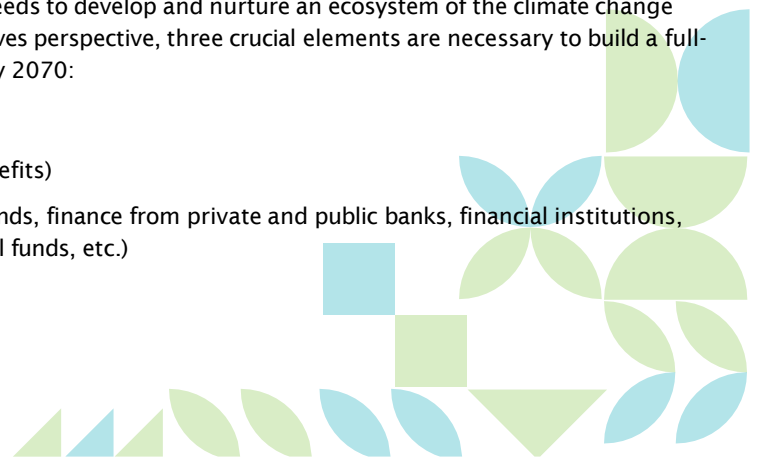 eeds to develop and nurture an ecosystem of the climate change
ves perspective, three crucial elements are necessary to build a full-
y 2070:
efits)
nds, finance from private and public banks, financial institutions,
l funds, etc.)